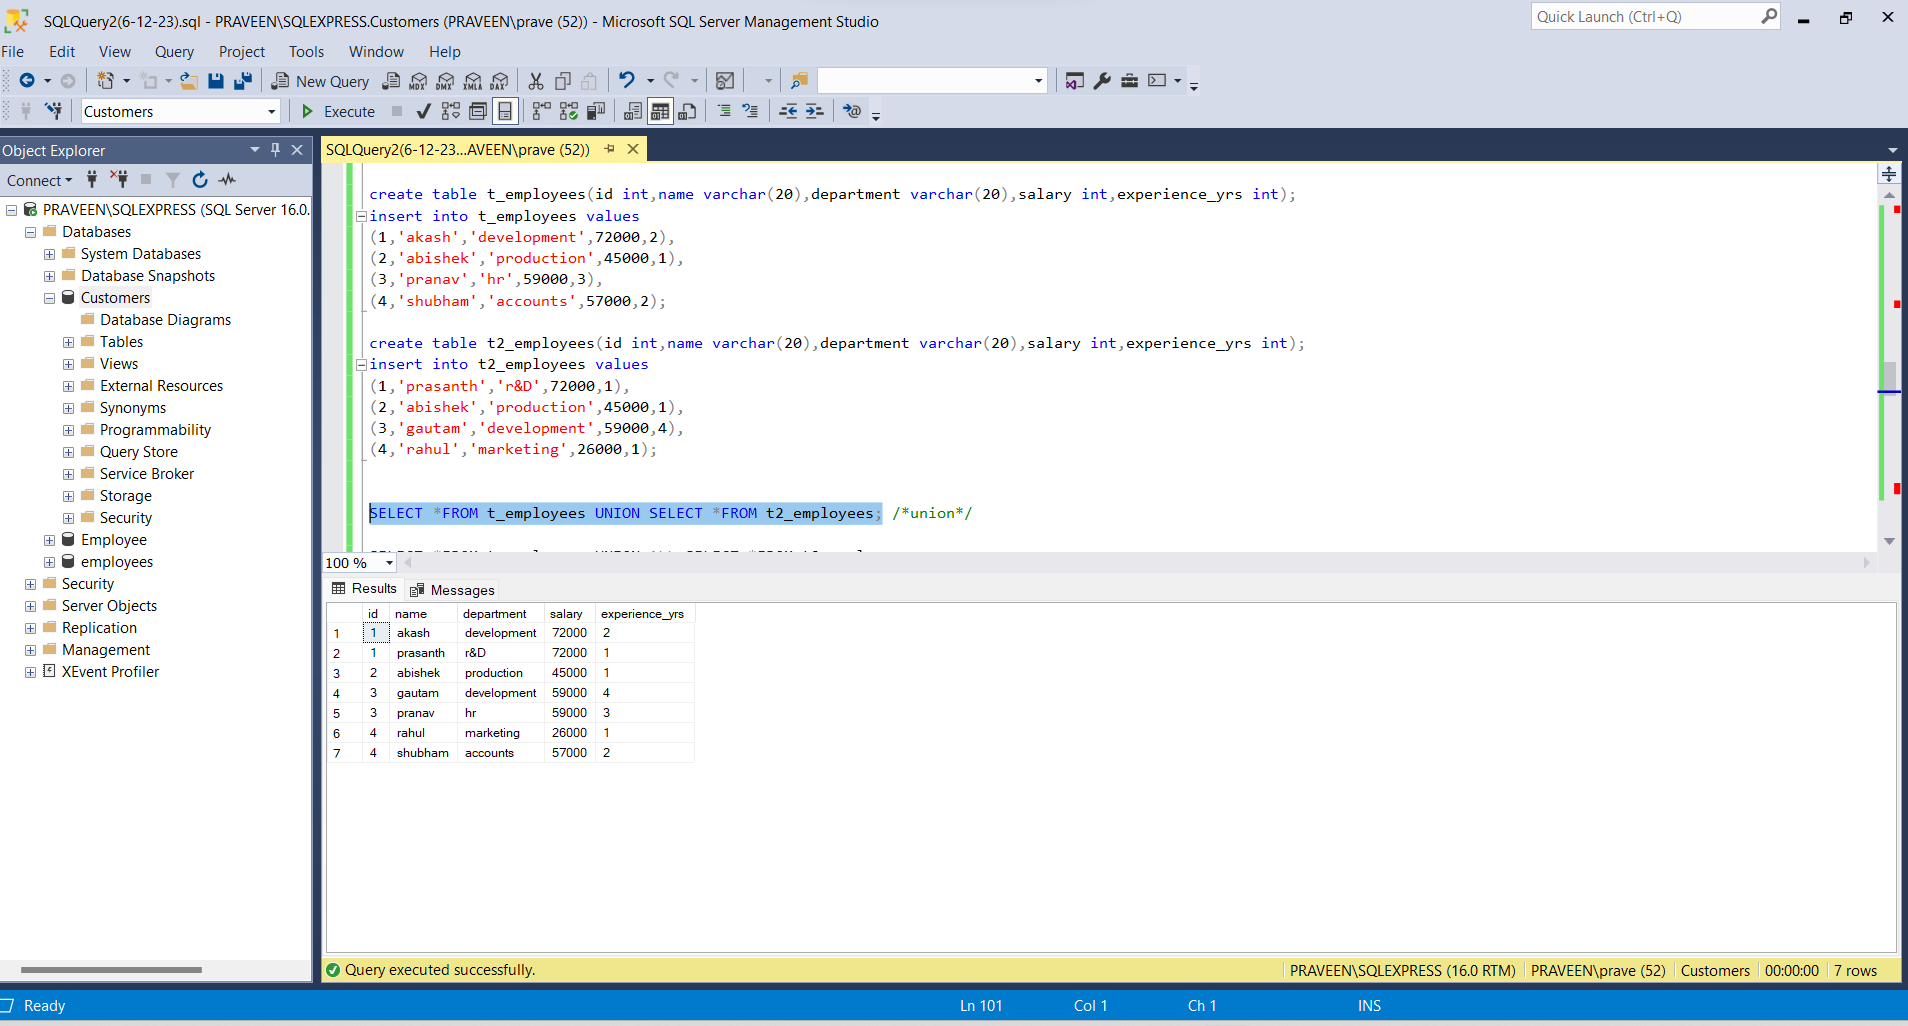 SQLQuery2(6-12-23).sql - PRAVEEN\SQLEXPRESS.Customers (PRAVEEN\prave (52)) - Microsoft SQL Server Management Studio
Quick Launch (Ctrl+Q)
File Edit View Query Project Tools Window Help
New Query MDX DMX XMLA DAX
Customers Execute
Object Explorer
Connect
PRAVEEN\SQLEXPRESS (SQL Server 16.0.
Databases
System Databases
Database Snapshots
Customers
Database Diagrams
Tables
Views
External Resources
Synonyms
Programmability
Query Store
Service Broker
Storage
Security
Employee
employees
Security
Server Objects
Replication
Management
XEvent Profiler
SQLQuery2(6-12-23...AVEEN\prave (52))
create table t_employees(id int,name varchar(20),department varchar(20),salary int,experience_yrs int);
insert into t_employees values
(1,'akash','development',72000,2),
(2,'abishek','production',45000,1),
(3,'pranav','hr',59000,3),
(4,'shubham','accounts',57000,2);
create table t2_employees(id int,name varchar(20),department varchar(20),salary int,experience_yrs int);
insert into t2_employees values
(1,'prasanth','r&D',72000,1),
(2,'abishek','production',45000,1),
(3,'gautam','development',59000,4),
(4,'rahul','marketing',26000,1);
SELECT *FROM t_employees UNION SELECT *FROM t2_employees; /*union*/
100 %
Results Messages
id name department salary experience_yrs
1 1 akash development 72000 2
2 1 prasanth r&D 72000 1
3 2 abishek production 45000 1
4 3 gautam development 59000 4
5 3 pranav hr 59000 3
6 4 rahul marketing 26000 1
7 4 shubham accounts 57000 2
Query executed successfully.
PRAVEEN\SQLEXPRESS (16.0 RTM) PRAVEEN\prave (52) Customers 00:00:00 7 rows
Ready Ln 101 Col 1 Ch 1 INS